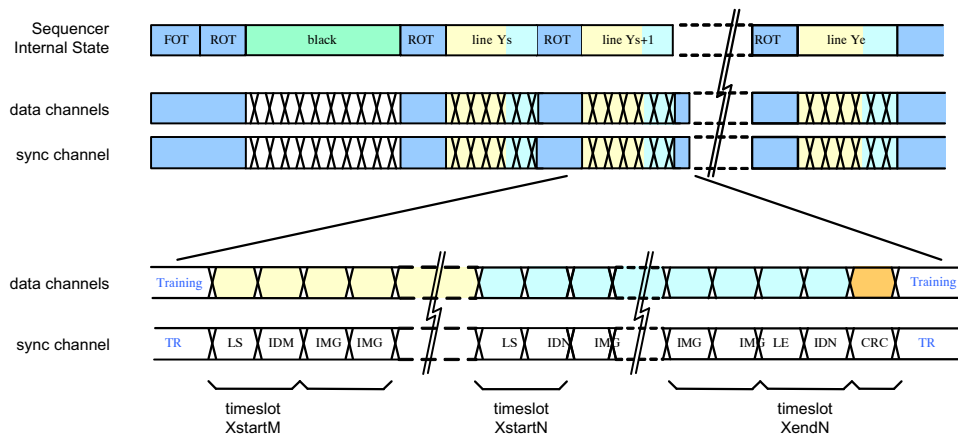 Sequencer
Internal State
FOT ROT black ROT line Ys ROT line Ys+1 ROT line Ye
data channels
sync channel
data channels
Training Training
sync channel
TR LS IDM IMG IMG LS IDN IMG IMG IMG LE IDN CRC TR
timeslot
XstartM
timeslot
XstartN
timeslot
XendN